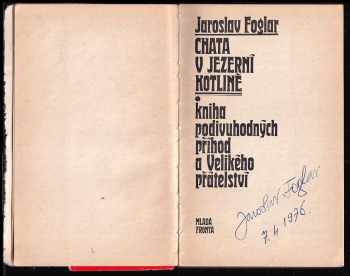 Jaroslav Foglar
CHATA
V JEZERNÍ
KOTLINĚ
kniha
podivuhodných
příhod
a Velikého
přátelství
MLADÁ
FRONTA
Jaroslav Foglar
7. 4 1976.